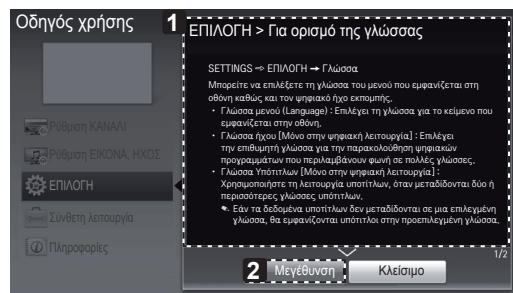 Οδηγός χρήσης
1
ΕΠΙΛΟΓΗ > Για ορισμό της γλώσσας
SETTINGS ⇨ ΕΠΙΛΟΓΗ ➙ Γλώσσα
Μπορείτε να επιλέξετε τη γλώσσα του μενού που εμφανίζεται στη
οθόνη καθώς και τον ψηφιακό ήχο εκπομπής.
• Γλώσσα μενού (Language) : Επιλέγει τη γλώσσα για το κείμενο που
εμφανίζεται στην οθόνη.
• Γλώσσα ήχου [Μόνο στην ψηφιακή λειτουργία] : Επιλέγει
την επιθυμητή γλώσσα για την παρακολούθηση ψηφιακών
προγραμμάτων που περιλαμβάνουν φωνή σε πολλές γλώσσες.
• Γλώσσα Υπότιτλων [Μόνο στην ψηφιακή λειτουργία] :
Χρησιμοποιήστε τη λειτουργία υποτίτλων, όταν μεταδίδονται δύο ή
περισσότερες γλώσσες υπότιτλων.
Εάν τα δεδομένα υποτίτλων δεν μεταδίδονται σε μια επιλεγμένη
γλώσσα, θα εμφανίζονται υπότιτλοι στην προεπιλεγμένη γλώσσα.
Ρύθμιση ΚΑΝΑΛΙ
Ρύθμιση ΕΙΚΟΝΑ, ΗΧΟΣ
ΕΠΙΛΟΓΗ
Σύνθετη λειτουργία
Πληροφορίες
1/2
2
Μεγέθυνση
Κλείσιμο